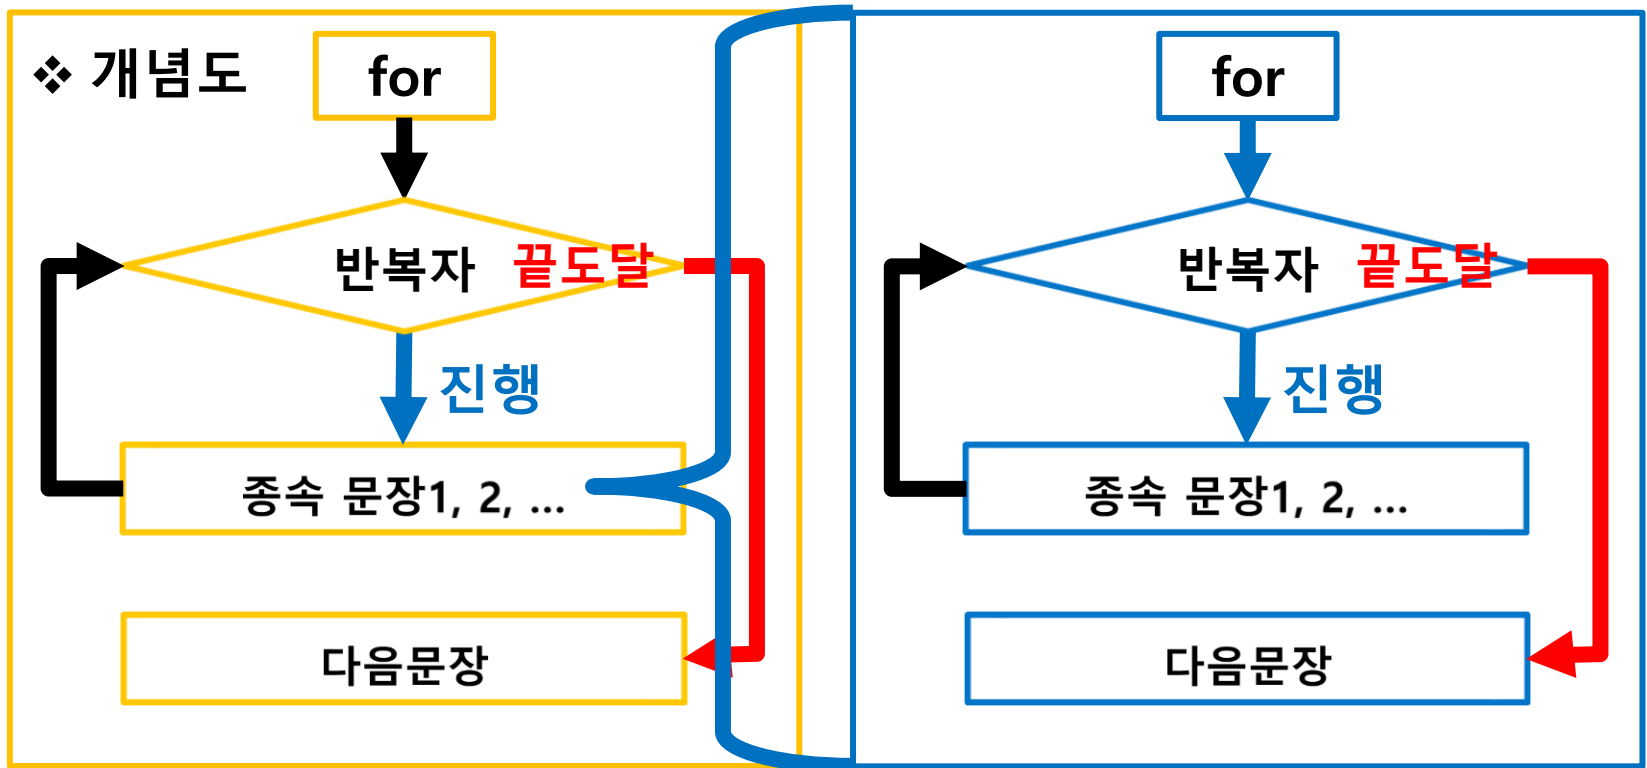 ❖ 개념도
for
반복자 끝도달
진행
종속 문장1, 2, ...
다음문장
for
반복자 끝도달
진행
종속 문장1, 2, ...
다음문장